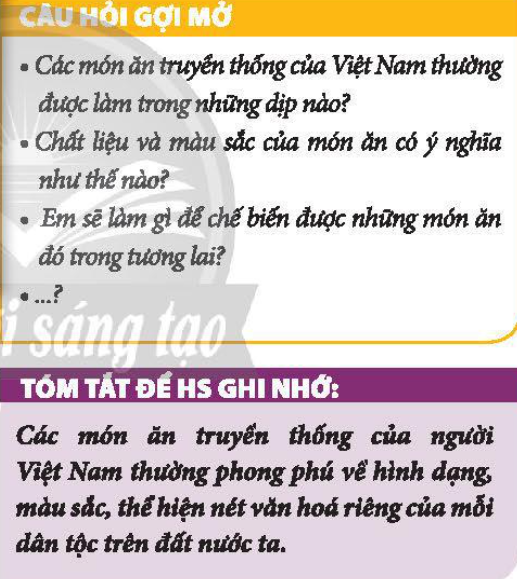 CÂU HỎI GỢI MỞ
• Các món ăn truyền thống của Việt Nam thường
được làm trong những dịp nào?
• Chất liệu và màu sắc của món ăn có ý nghĩa
như thế nào?
• Em sẽ làm gì để chế biến được những món ăn
đó trong tương lai?
• ...?
sáng tạo
TÓM TẮT ĐỂ HS GHI NHỚ:
Các món ăn truyền thống của người
Việt Nam thường phong phú về hình dạng,
màu sắc, thể hiện nét văn hoá riêng của mỗi
dân tộc trên đất nước ta.